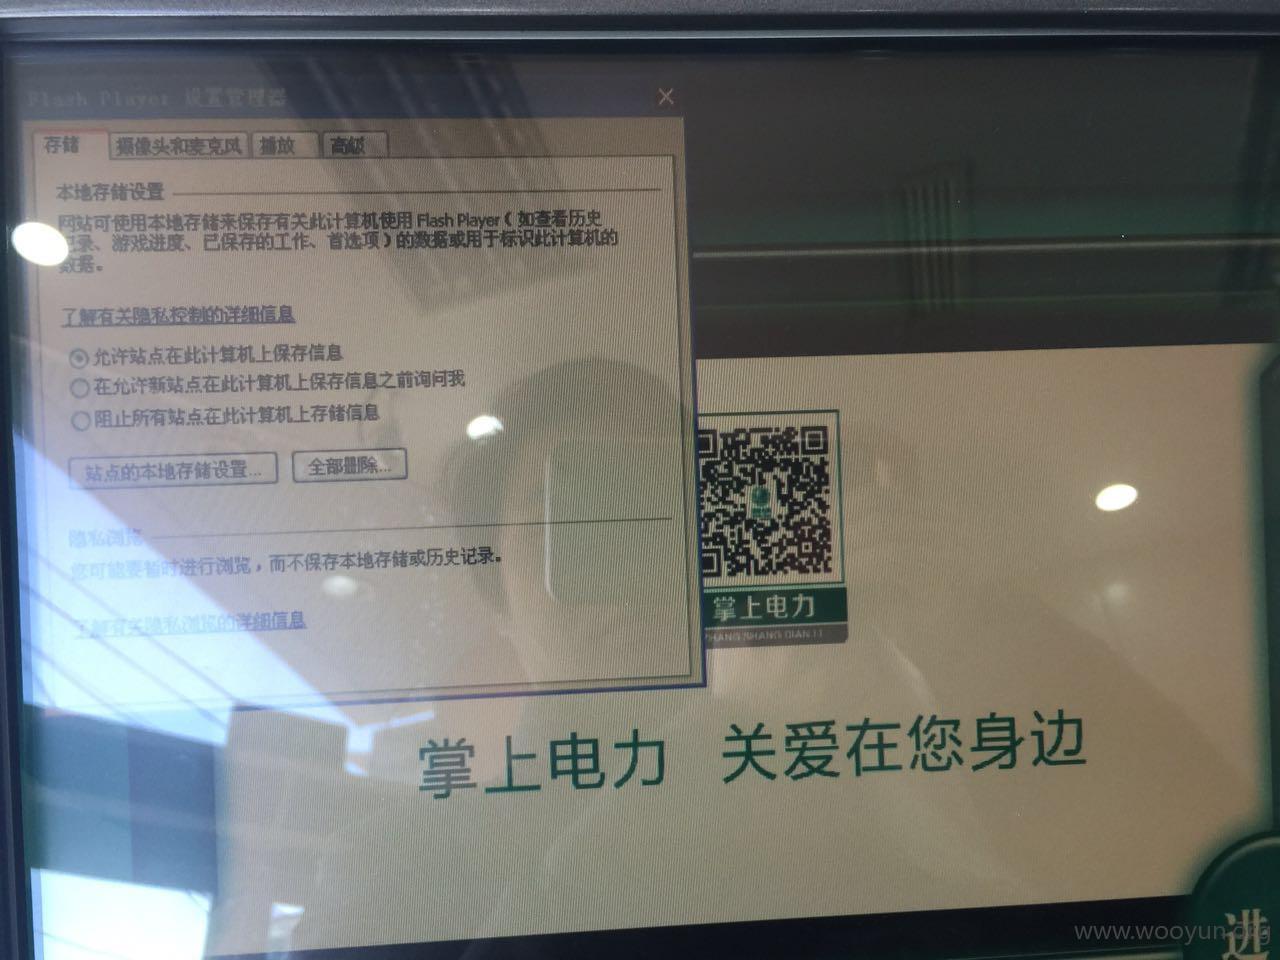 Flash Player 设置管理器
存储
摄像头和麦克风
播放
高级
本地存储设置
网站可使用本地存储来保存有关此计算机使用 Flash Player（如查看历史
记录、游戏进度、已保存的工作、首选项）的数据或用于标识此计算机的
数据。
了解有关隐私控制的详细信息
允许站点在此计算机上保存信息
在允许新站点在此计算机上保存信息之前询问我
阻止所有站点在此计算机上存储信息
站点的本地存储设置...
全部删除...
隐私浏览
您可能要暂时进行浏览，而不保存本地存储或历史记录。
了解有关隐私浏览的详细信息
掌上电力
ZHANG SHANG DIAN LI
掌上电力 关爱在您身边
进
www.wooyun.org